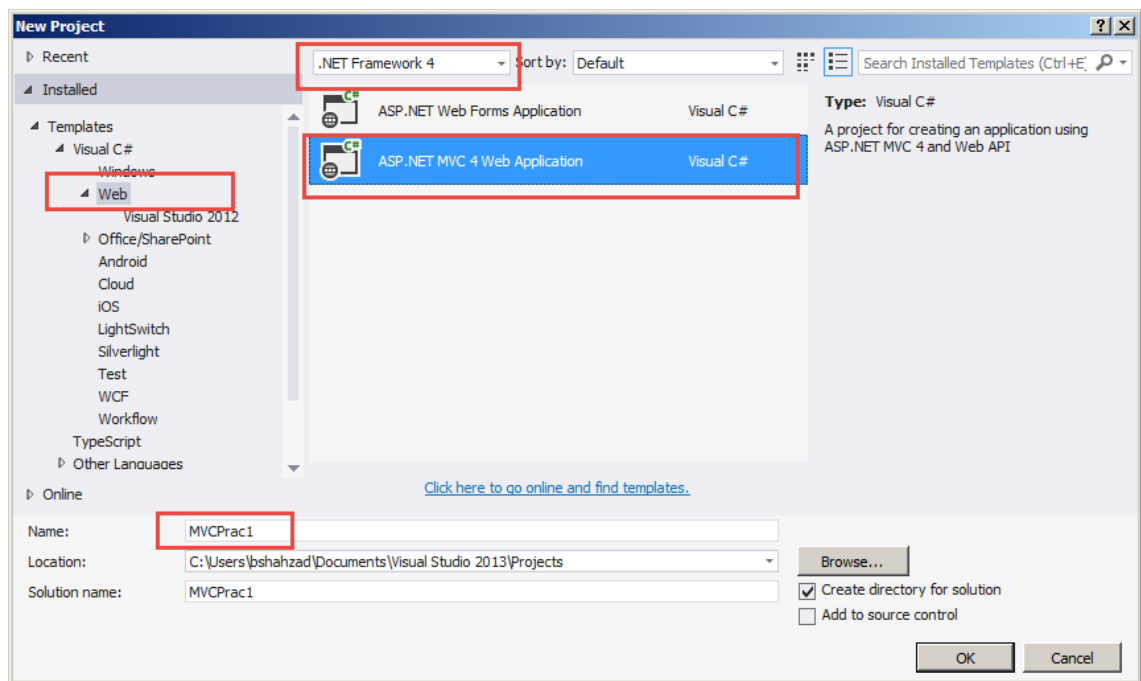 New Project
? X
Recent
Installed
Templates
Visual C#
Windows
Web
Visual Studio 2012
Office/SharePoint
Android
Cloud
iOS
LightSwitch
Silverlight
Test
WCF
Workflow
TypeScript
Other Languages
Online
.NET Framework 4 Sort by: Default
C# ASP.NET Web Forms Application Visual C#
C# ASP.NET MVC 4 Web Application Visual C#
Click here to go online and find templates.
Search Installed Templates (Ctrl+E)
Type: Visual C#
A project for creating an application using
ASP.NET MVC 4 and Web API
Name: MVCPrac1
Location: C:\Users\bshahzad\Documents\Visual Studio 2013\Projects Browse...
Solution name: MVCPrac1
Create directory for solution
Add to source control
OK Cancel